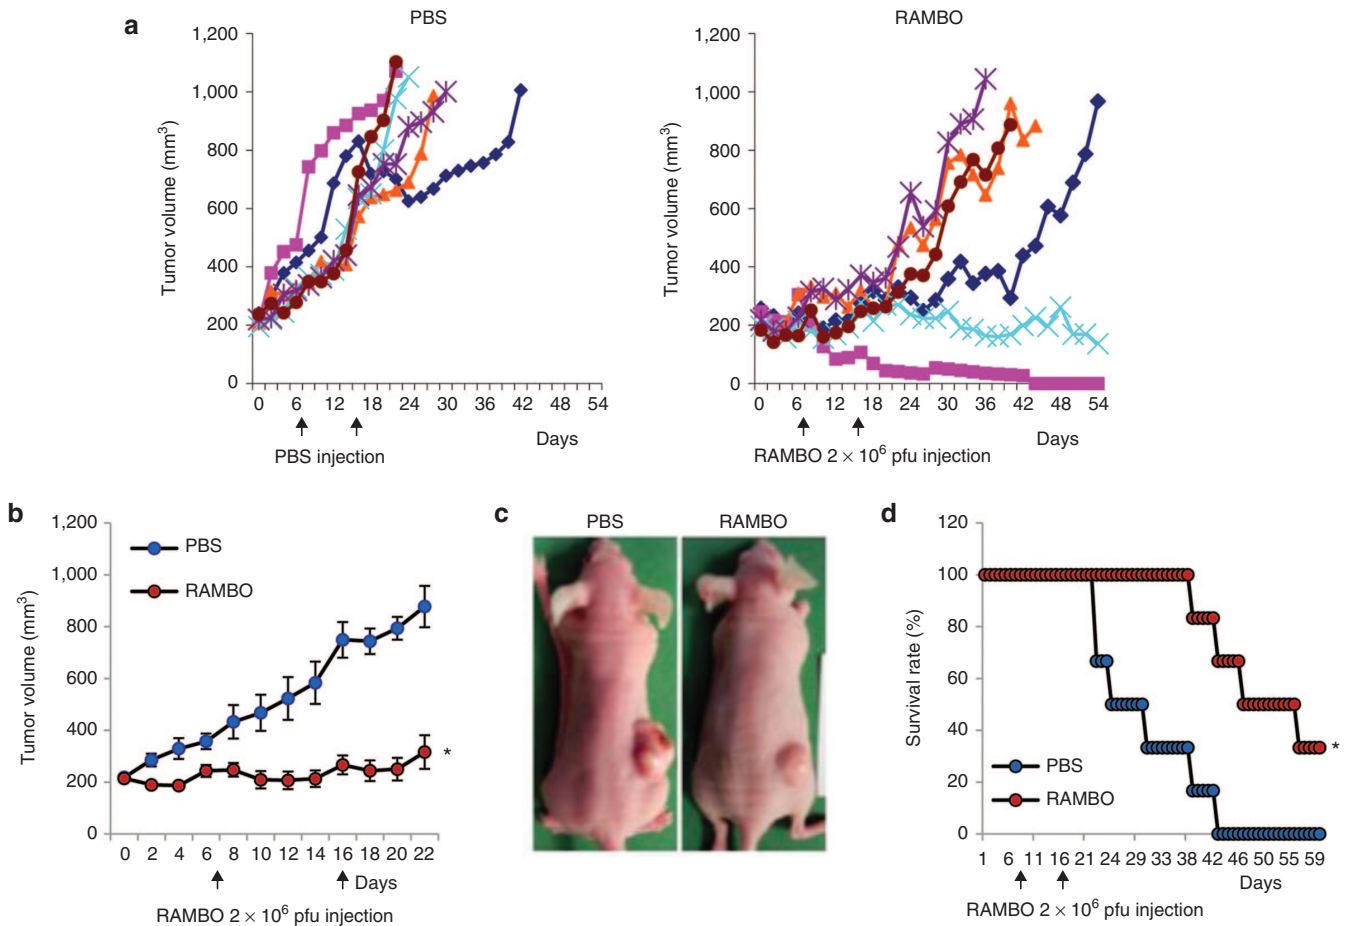 a
PBS
RAMBO
1,200
1,000
800
600
400
200
0
Tumor volume (mm³)
0 6 12 18 24 30 36 42 48 54
Days
PBS injection
1,200
1,000
800
600
400
200
0
Tumor volume (mm³)
0 6 12 18 24 30 36 42 48 54
Days
RAMBO 2 × 10⁶ pfu injection
b
1,200
1,000
800
600
400
200
0
Tumor volume (mm³)
PBS
RAMBO
*
0 2 4 6 8 10 12 14 16 18 20 22
Days
RAMBO 2 × 10⁶ pfu injection
c
PBS
RAMBO
d
120
100
80
60
40
20
0
Survival rate (%)
PBS
RAMBO
*
1 6 11 16 21 24 29 33 38 42 46 50 55 59
Days
RAMBO 2 × 10⁶ pfu injection